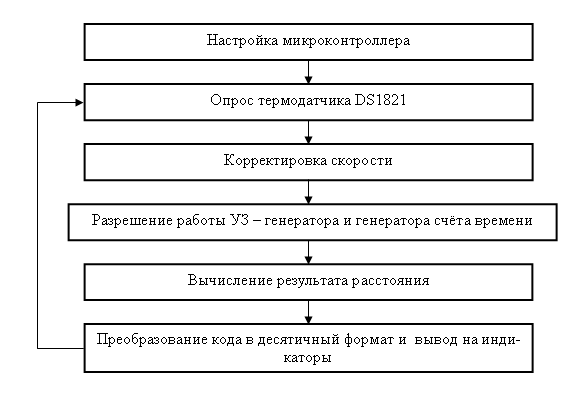 Настройка микроконтроллера
Опрос термодатчика DS1821
Корректировка скорости
Разрешение работы УЗ – генератора и генератора счёта времени
Вычисление результата расстояния
Преобразование кода в десятичный формат и вывод на инди-
каторы